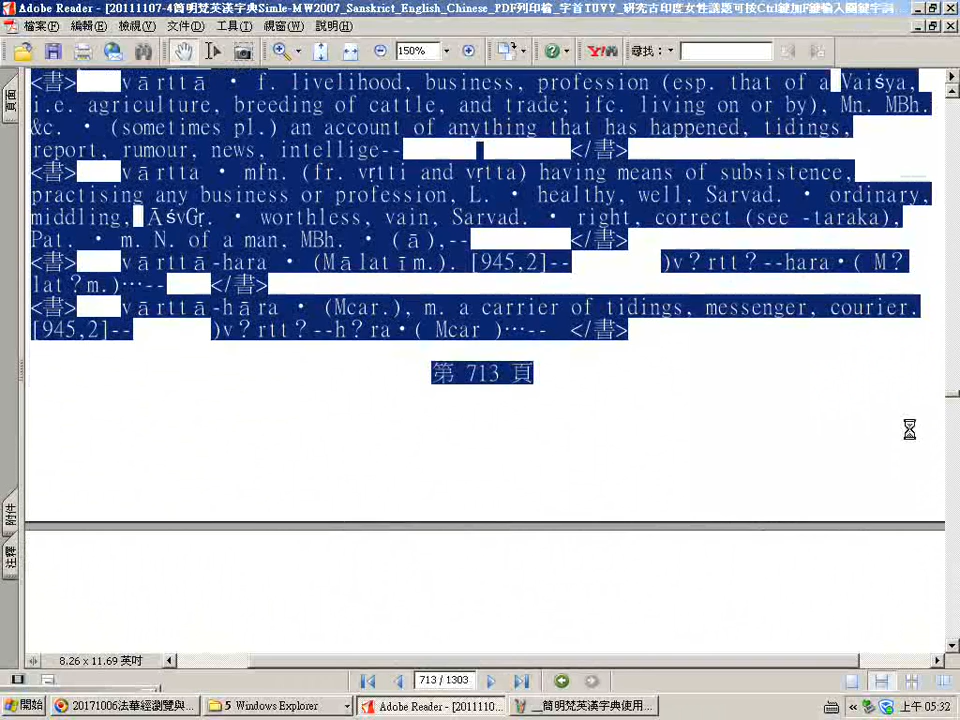 Adobe Reader - [20111107-4簡明梵英漢字典Simle-MW2007_Sanskrict_English_Chinese_PDF列印檔_字首TUVY_研究古印度女性議題可按Ctrl鍵加F鍵輸入關鍵字詞
檔案(F) 編輯(E) 檢視(V) 文件(D) 工具(T) 視窗(W) 說明(H)
150% 尋找:
頁面
<書> vārttā • f. livelihood, business, profession (esp. that of a Vaiśya,
i.e. agriculture, breeding of cattle, and trade; ifc. living on or by), Mn. MBh.
&c. • (sometimes pl.) an account of anything that has happened, tidings,
report, rumour, news, intellige-- </書>
<書> vārtta • mfn. (fr. vṛtti and vṛtta) having means of subsistence,
practising any business or profession, L. • healthy, well, Sarvad. • ordinary,
middling, ĀśvGṛ. • worthless, vain, Sarvad. • right, correct (see -taraka),
Pat. • m. N. of a man, MBh. • (ā),-- </書>
<書> vārttā-hara • (Mālatīm.). [945,2]-- )v?rtt?--hara•( M?
lat?m.)…-- </書>
<書> vārttā-hāra • (Mcar.), m. a carrier of tidings, messenger, courier.
[945,2]-- )v?rtt?--h?ra•( Mcar )…-- </書>
第 713 頁
附件
注釋
8.26 x 11.69 英吋
713 / 1303
開始 20171006法華經瀏覽與... 5 Windows Explorer Adobe Reader - [2011110... __簡明梵英漢字典使用... 上午 05:32